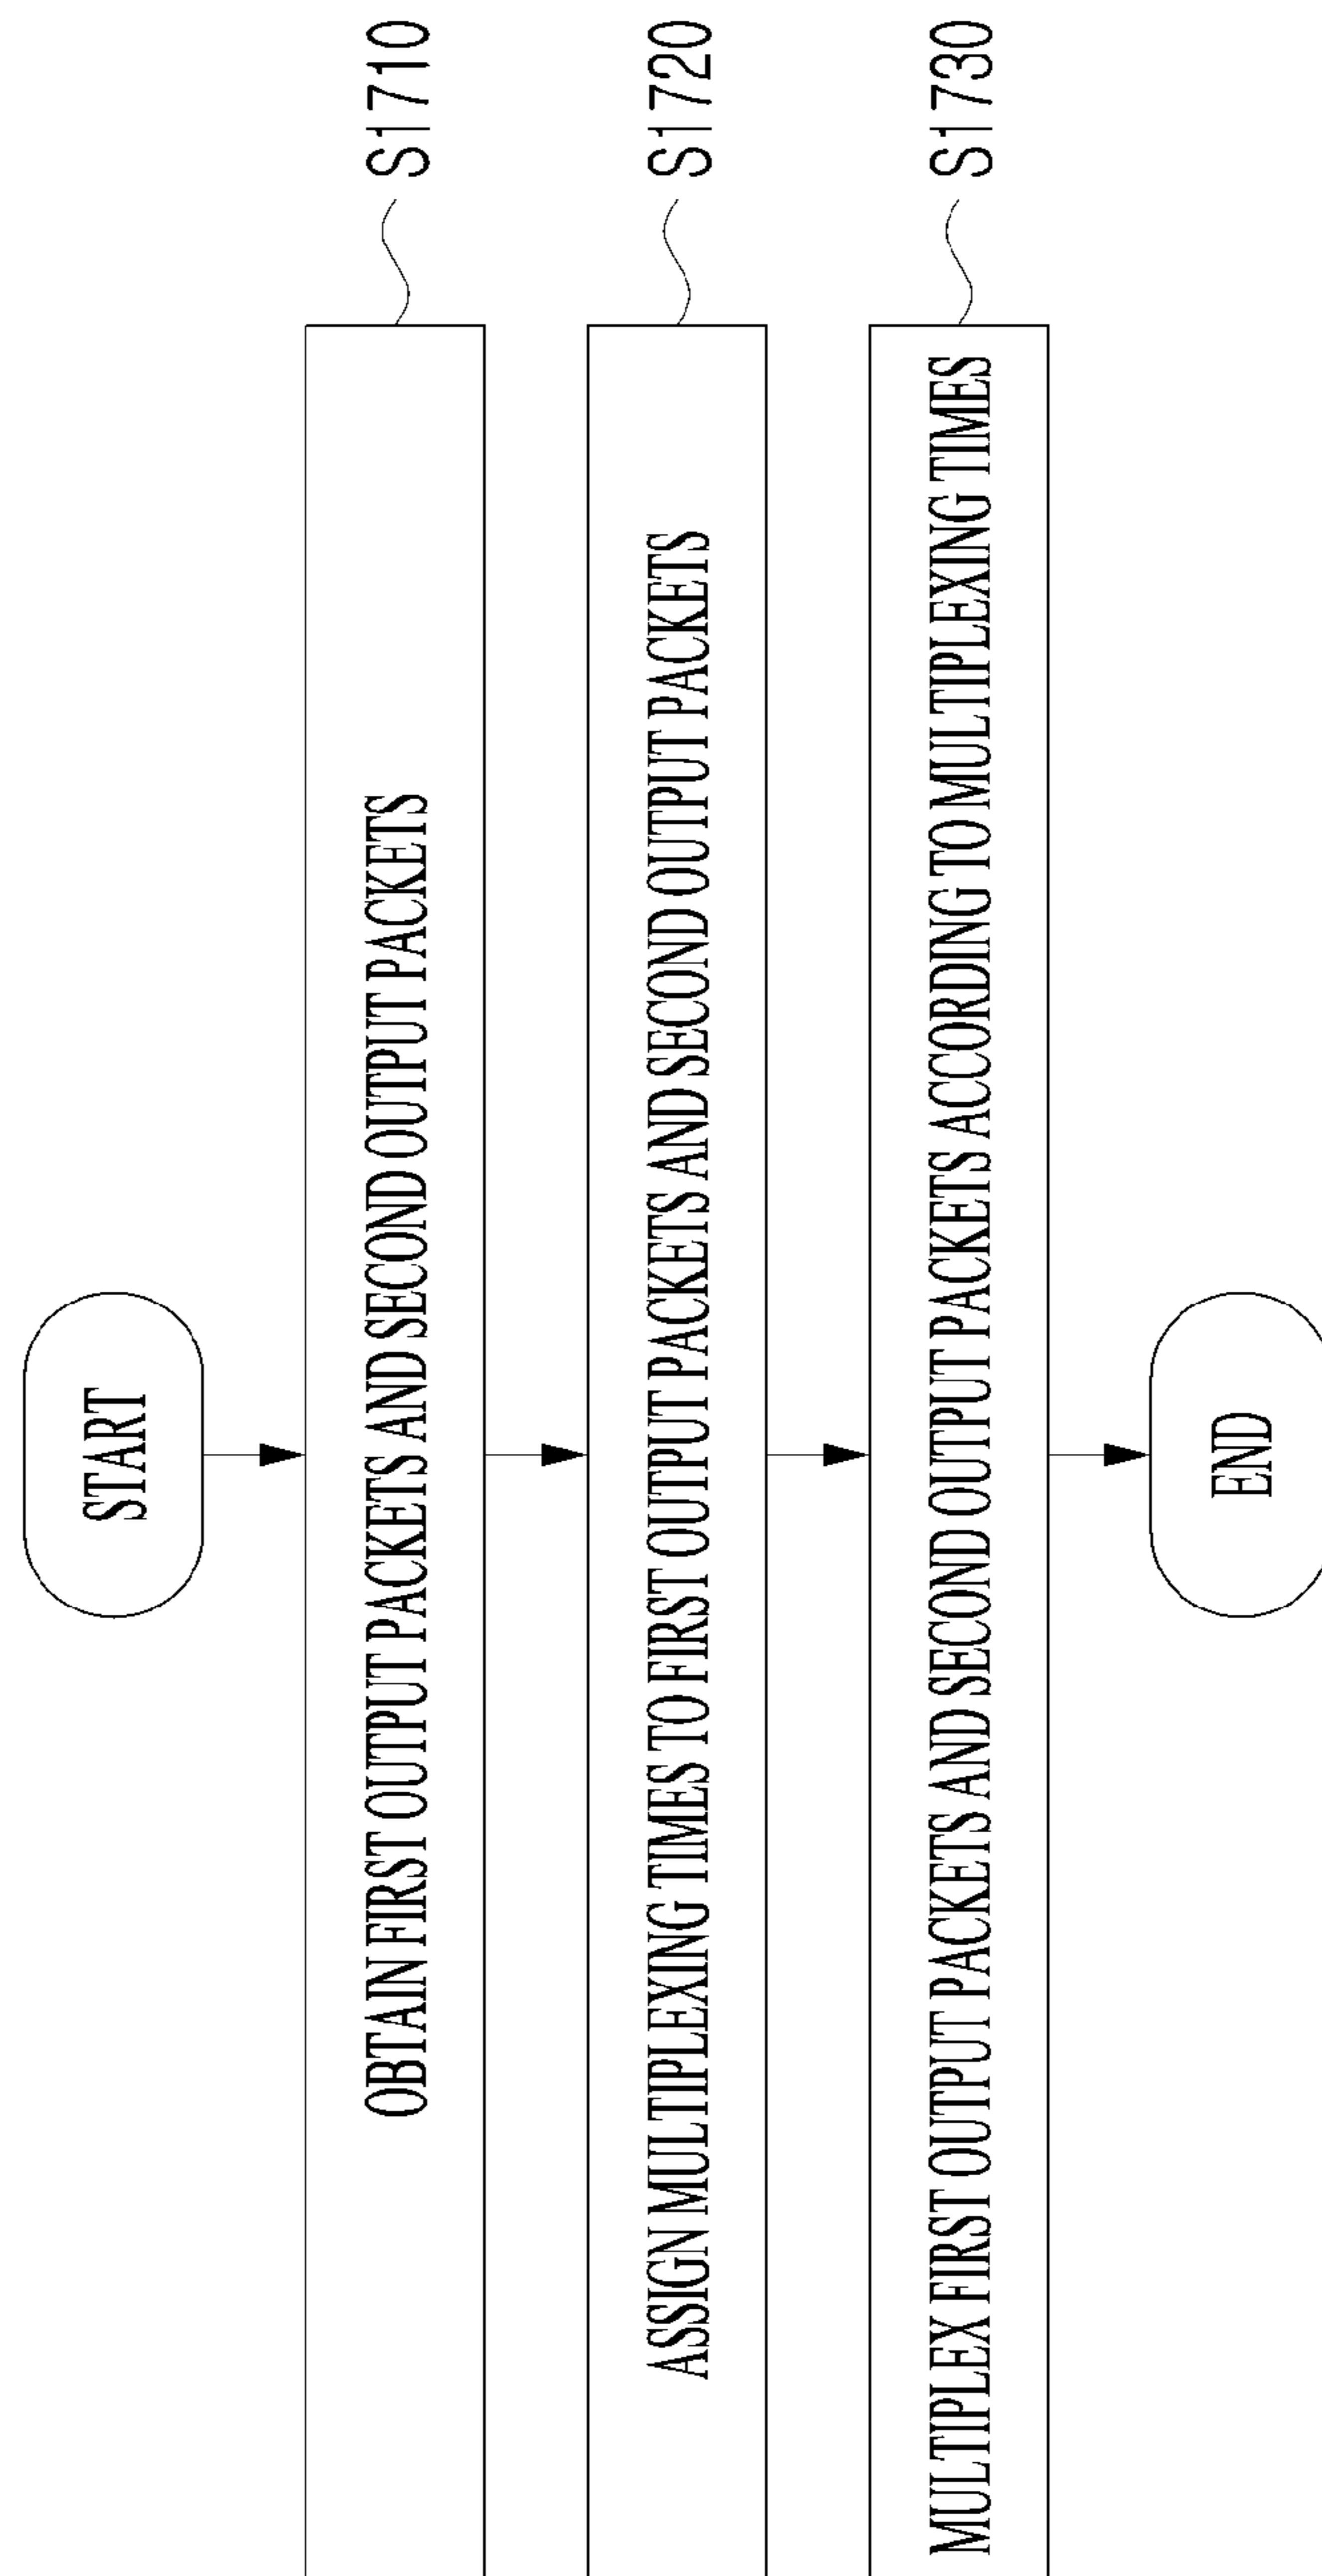 START
OBTAIN FIRST OUTPUT PACKETS AND SECOND OUTPUT PACKETS
S1710
ASSIGN MULTIPLEXING TIMES TO FIRST OUTPUT PACKETS AND SECOND OUTPUT PACKETS
S1720
MULTIPLEX FIRST OUTPUT PACKETS AND SECOND OUTPUT PACKETS ACCORDING TO MULTIPLEXING TIMES
S1730
END